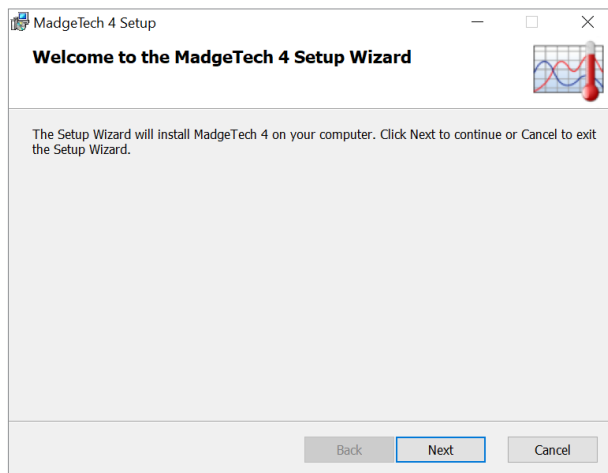 MadgeTech 4 Setup
Welcome to the MadgeTech 4 Setup Wizard
The Setup Wizard will install MadgeTech 4 on your computer. Click Next to continue or Cancel to exit
the Setup Wizard.
Back Next Cancel